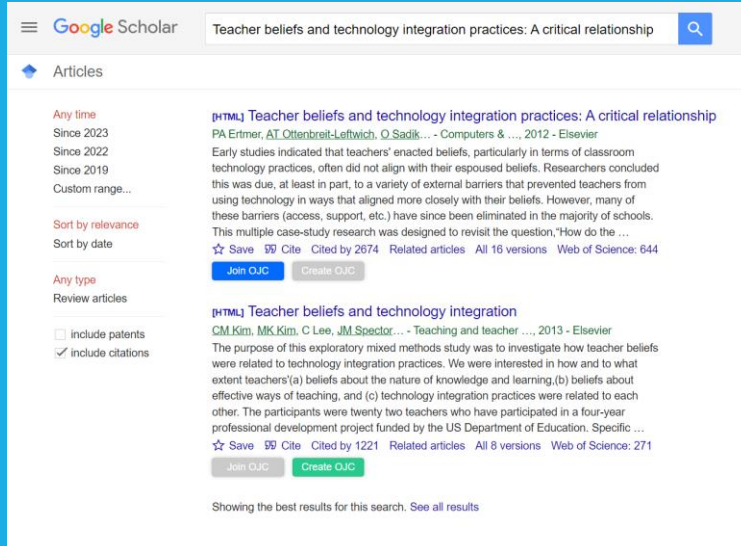 Google Scholar
Teacher beliefs and technology integration practices: A critical relationship
Articles
Any time
Since 2023
Since 2022
Since 2019
Custom range...
Sort by relevance
Sort by date
Any type
Review articles
include patents
include citations
[HTML] Teacher beliefs and technology integration practices: A critical relationship
PA Ertmer, AT Ottenbreit-Leftwich, O Sadik… - Computers & …, 2012 - Elsevier
Early studies indicated that teachers' enacted beliefs, particularly in terms of classroom
technology practices, often did not align with their espoused beliefs. Researchers concluded
this was due, at least in part, to a variety of external barriers that prevented teachers from
using technology in ways that aligned more closely with their beliefs. However, many of
these barriers (access, support, etc.) have since been eliminated in the majority of schools.
This multiple case-study research was designed to revisit the question,"How do the …
Save Cite Cited by 2674 Related articles All 16 versions Web of Science: 644
Join OJC Create OJC
[HTML] Teacher beliefs and technology integration
CM Kim, MK Kim, C Lee, JM Spector… - Teaching and teacher …, 2013 - Elsevier
The purpose of this exploratory mixed methods study was to investigate how teacher beliefs
were related to technology integration practices. We were interested in how and to what
extent teachers'(a) beliefs about the nature of knowledge and learning,(b) beliefs about
effective ways of teaching, and (c) technology integration practices were related to each
other. The participants were twenty two teachers who have participated in a four-year
professional development project funded by the US Department of Education. Specific …
Save Cite Cited by 1221 Related articles All 8 versions Web of Science: 271
Join OJC Create OJC
Showing the best results for this search. See all results